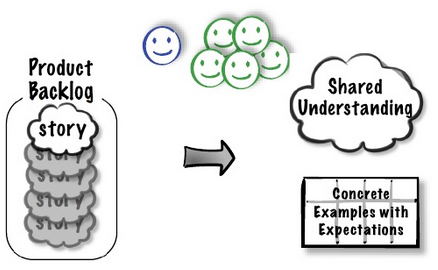 Product
Backlog
story
story
story
story
story
Shared
Understanding
Concrete
Examples with
Expectations